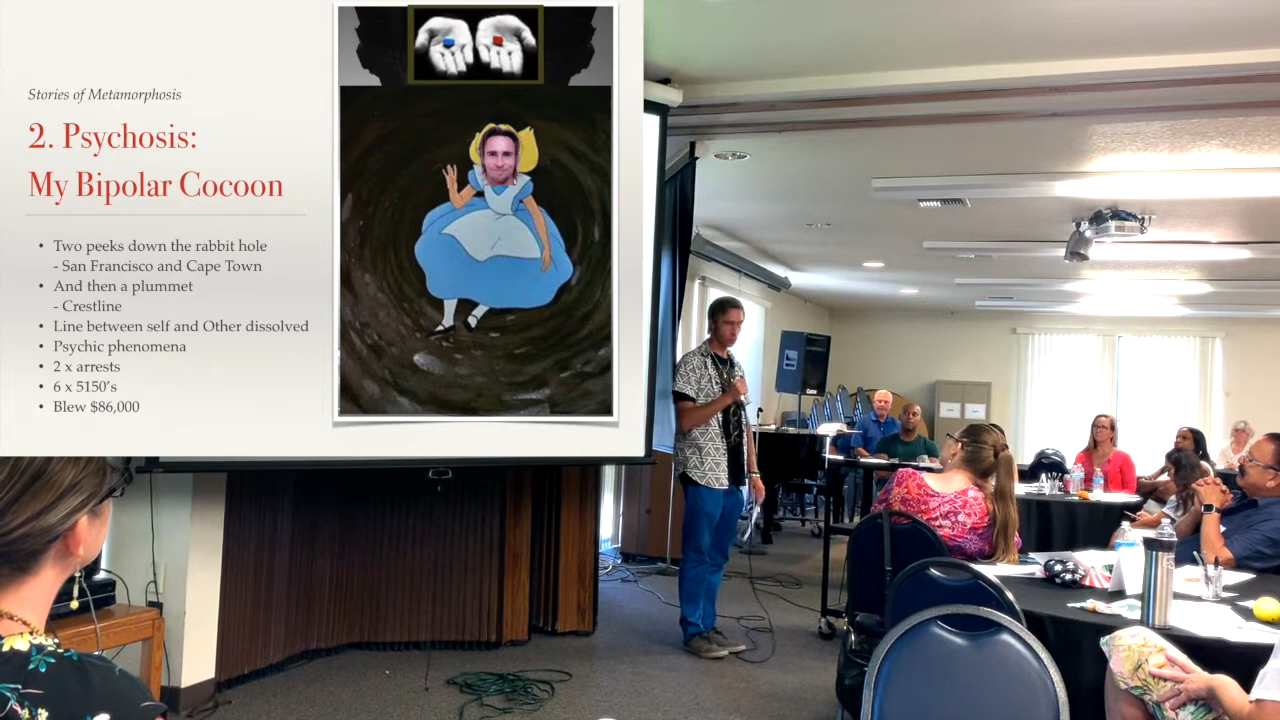 Stories of Metamorphosis
2. Psychosis:
My Bipolar Cocoon
• Two peeks down the rabbit hole
- San Francisco and Cape Town
• And then a plummet
- Crestline
• Line between self and Other dissolved
• Psychic phenomena
• 2 x arrests
• 6 x 5150's
• Blew $86,000